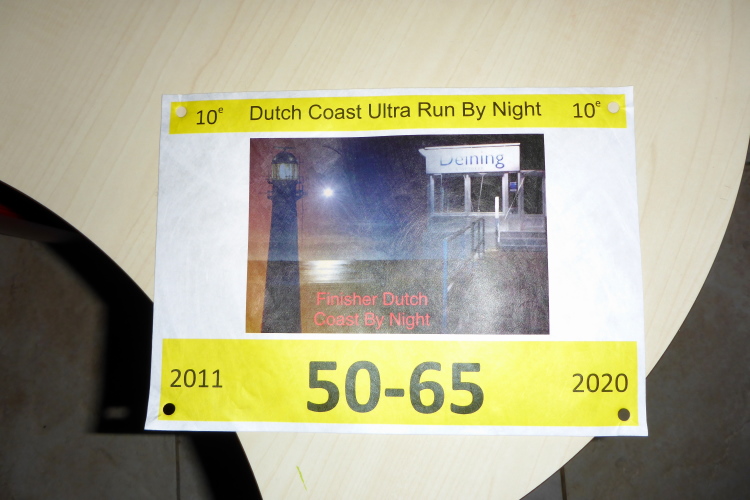 10e Dutch Coast Ultra Run By Night 10e
Deining
Finisher Dutch
Coast By Night
2011 50-65 2020